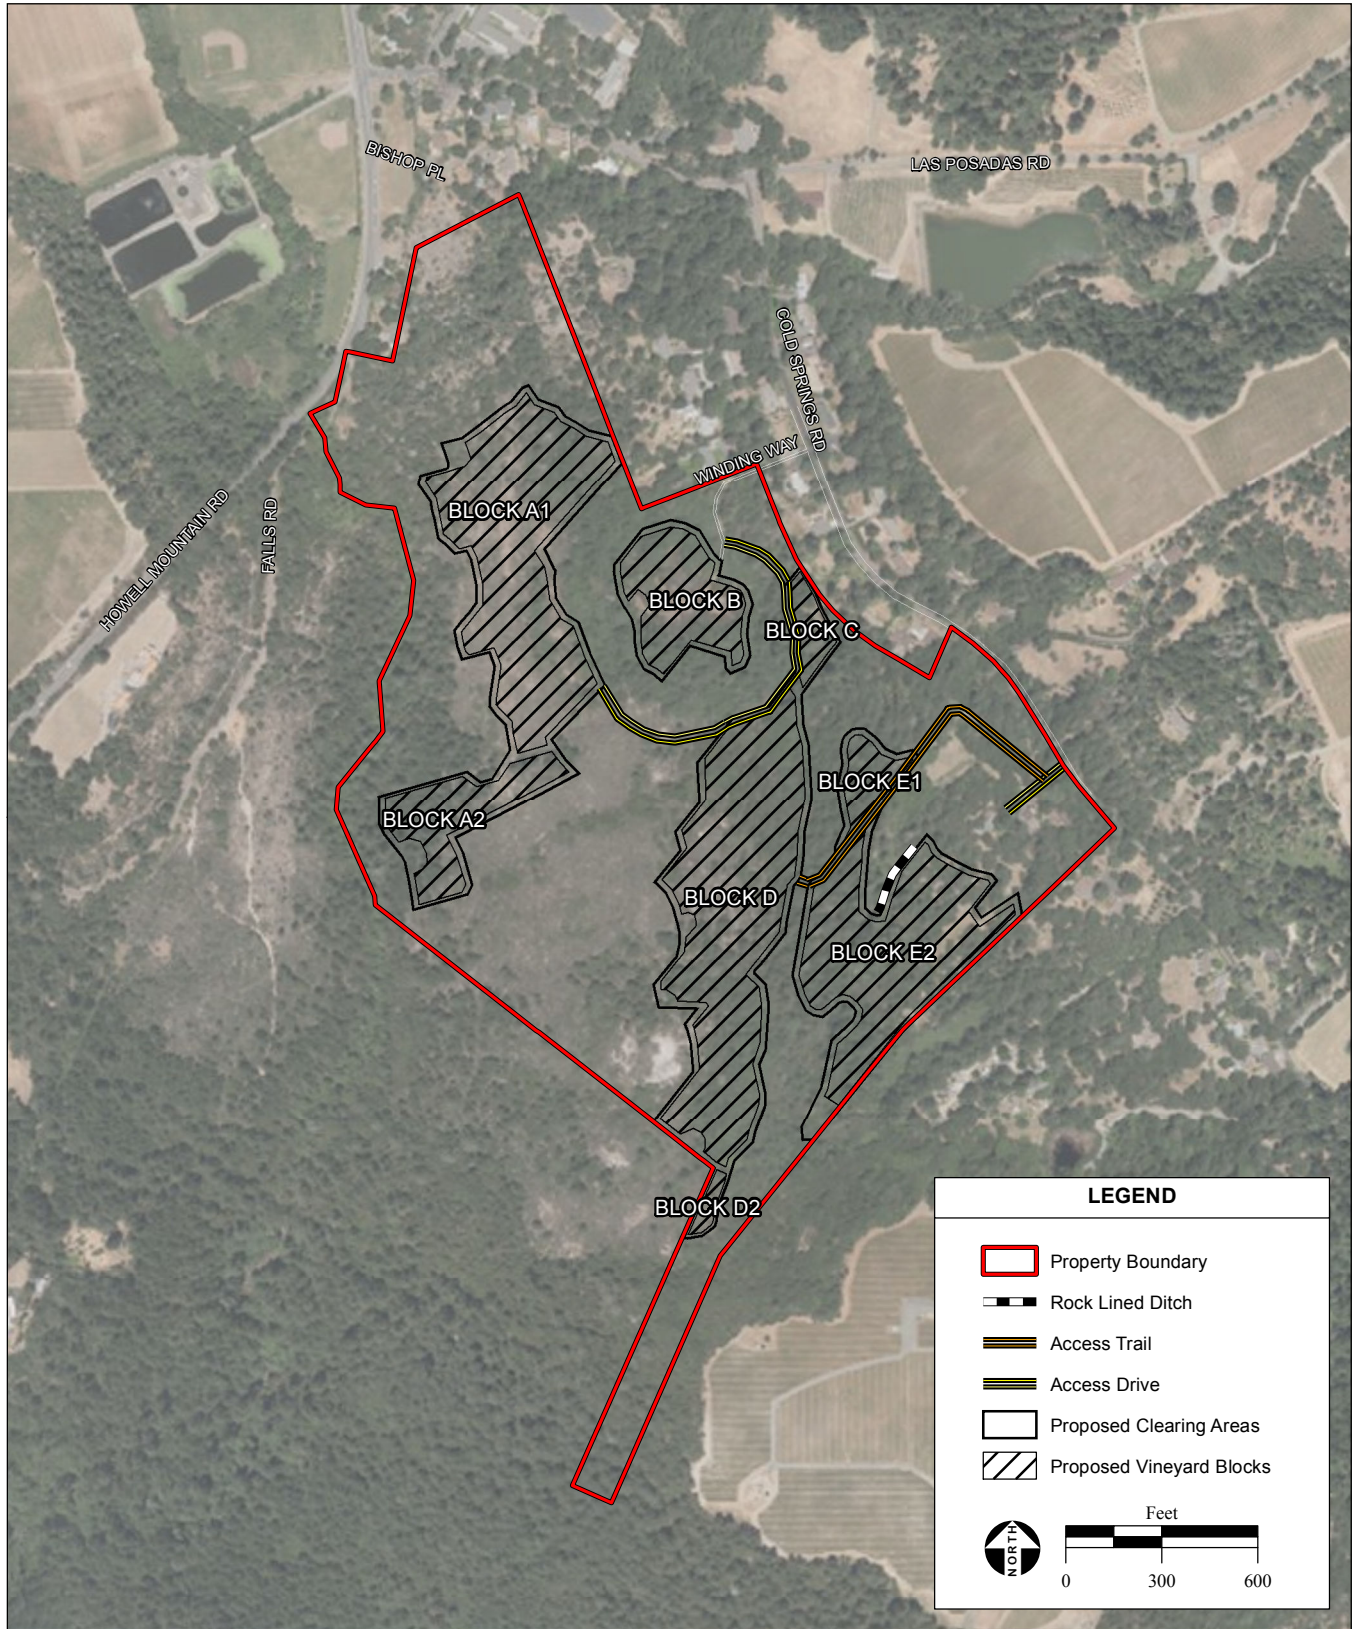 BISHOP PL
LAS POSADAS RD
COLD SPRINGS RD
WINDING WAY
HOWELL MOUNTAIN RD
FALLS RD
BLOCK A1
BLOCK B
BLOCK C
BLOCK E1
BLOCK A2
BLOCK D
BLOCK E2
BLOCK D2
LEGEND
Property Boundary
Rock Lined Ditch
Access Trail
Access Drive
Proposed Clearing Areas
Proposed Vineyard Blocks
NORTH
Feet
0 300 600